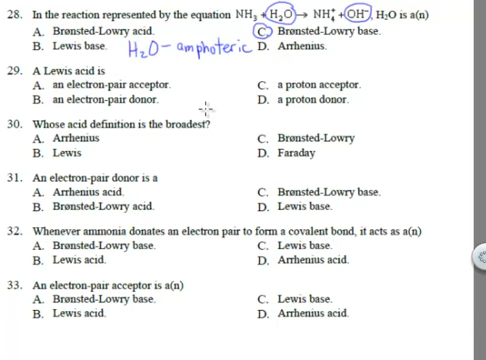 28. In the reaction represented by the equation NH₃ + H₂O → NH₄⁺ + OH⁻, H₂O is a(n)
A. Brønsted-Lowry acid. C. Brønsted-Lowry base.
B. Lewis base. H₂O - amphoteric D. Arrhenius.
29. A Lewis acid is
A. an electron-pair acceptor. C. a proton acceptor.
B. an electron-pair donor. D. a proton donor.
30. Whose acid definition is the broadest?
A. Arrhenius C. Brønsted-Lowry
B. Lewis D. Faraday
31. An electron-pair donor is a
A. Arrhenius acid. C. Brønsted-Lowry base.
B. Brønsted-Lowry acid. D. Lewis base.
32. Whenever ammonia donates an electron pair to form a covalent bond, it acts as a(n)
A. Brønsted-Lowry base. C. Lewis base.
B. Lewis acid. D. Arrhenius acid.
33. An electron-pair acceptor is a(n)
A. Brønsted-Lowry base. C. Lewis base.
B. Lewis acid. D. Arrhenius acid.